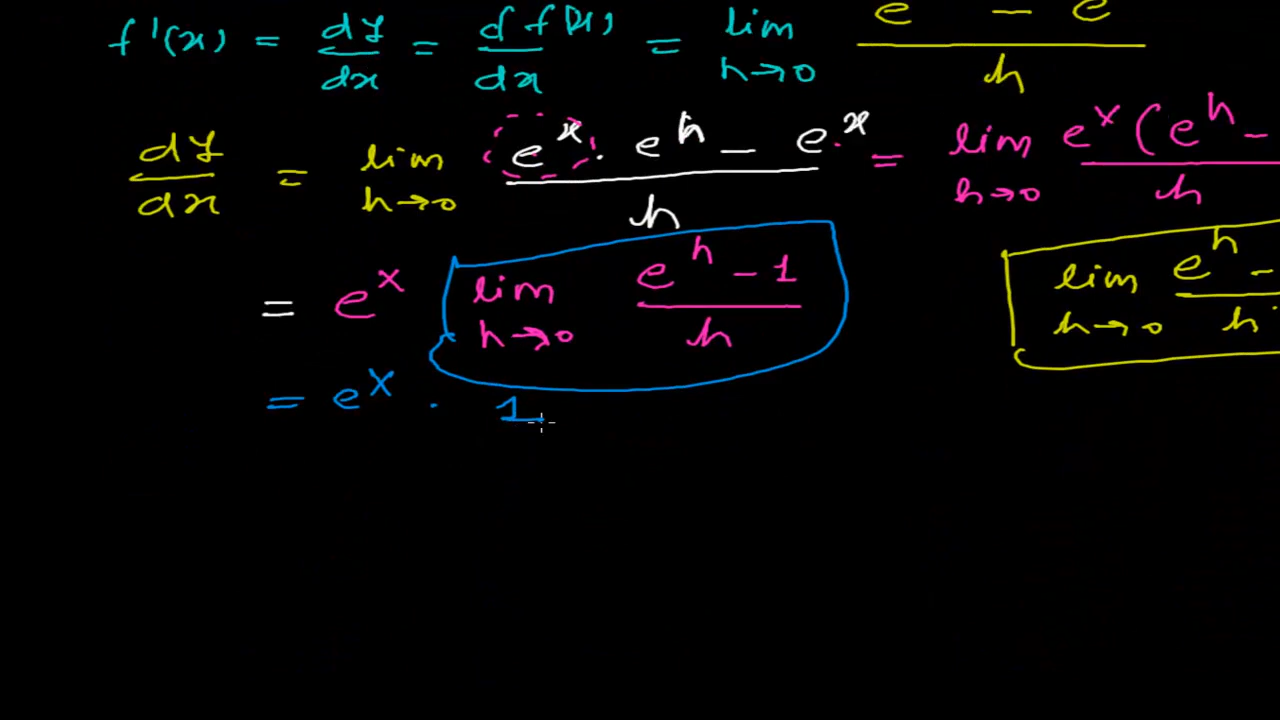 f'(x) = dy/dx = d f(x)/dx = lim h→0 e - e / h
dy/dx = lim h→0 e^x . e^h - e^x / h = lim h→0 e^x (e^h - / h
= e^x lim h→0 e^h - 1 / h
lim h→0 e^h - / h
= e^x . 1